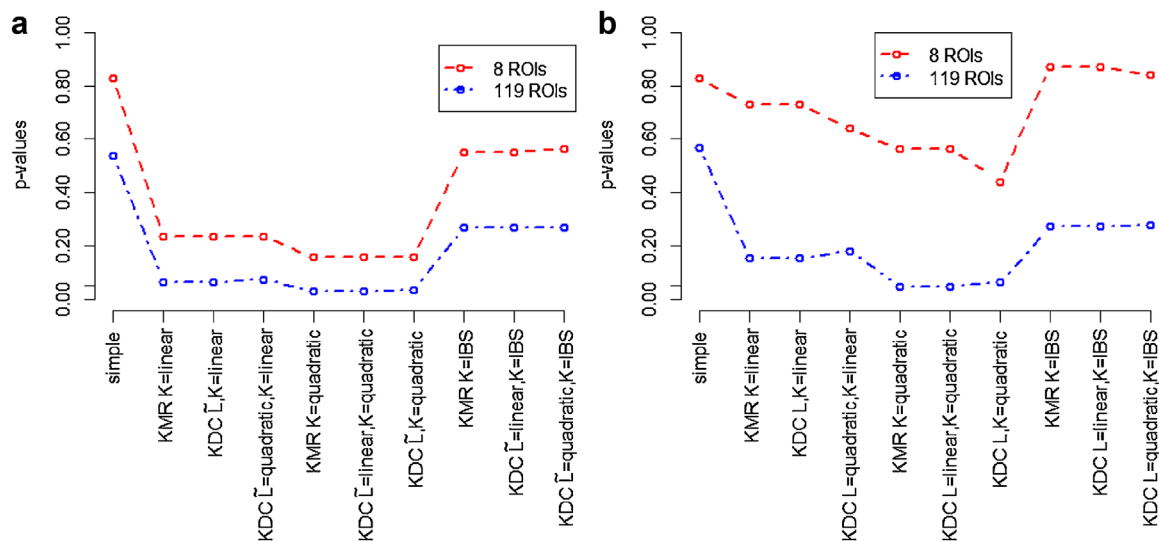 a
1.00
0.80
0.60
0.40
0.20
0.00
p-values
8 ROIs
119 ROIs
simple
KMR K=linear
KDC L̃,K=linear
KDC L̃=quadratic,K=linear
KMR K=quadratic
KDC L̃=linear,K=quadratic
KDC L̃,K=quadratic
KMR K=IBS
KDC L̃=linear,K=IBS
KDC L̃=quadratic,K=IBS
b
1.00
0.80
0.60
0.40
0.20
0.00
p-values
8 ROIs
119 ROIs
simple
KMR K=linear
KDC L,K=linear
KDC L=quadratic,K=linear
KMR K=quadratic
KDC L=linear,K=quadratic
KDC L,K=quadratic
KMR K=IBS
KDC L=linear,K=IBS
KDC L=quadratic,K=IBS